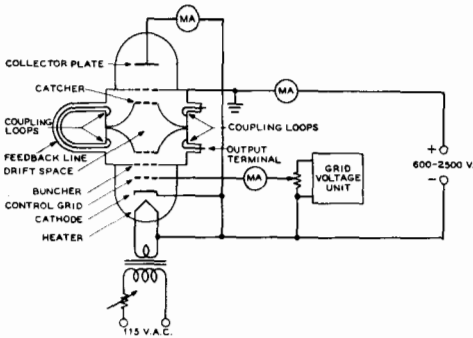 MA
COLLECTOR PLATE
CATCHER
MA
COUPLING
LOOPS
COUPLING LOOPS
FEEDBACK LINE
DRIFT SPACE
OUTPUT
TERMINAL
+
600-2500 V.
−
GRID
VOLTAGE
UNIT
BUNCHER
MA
CONTROL GRID
CATHODE
HEATER
115 V.A.C.